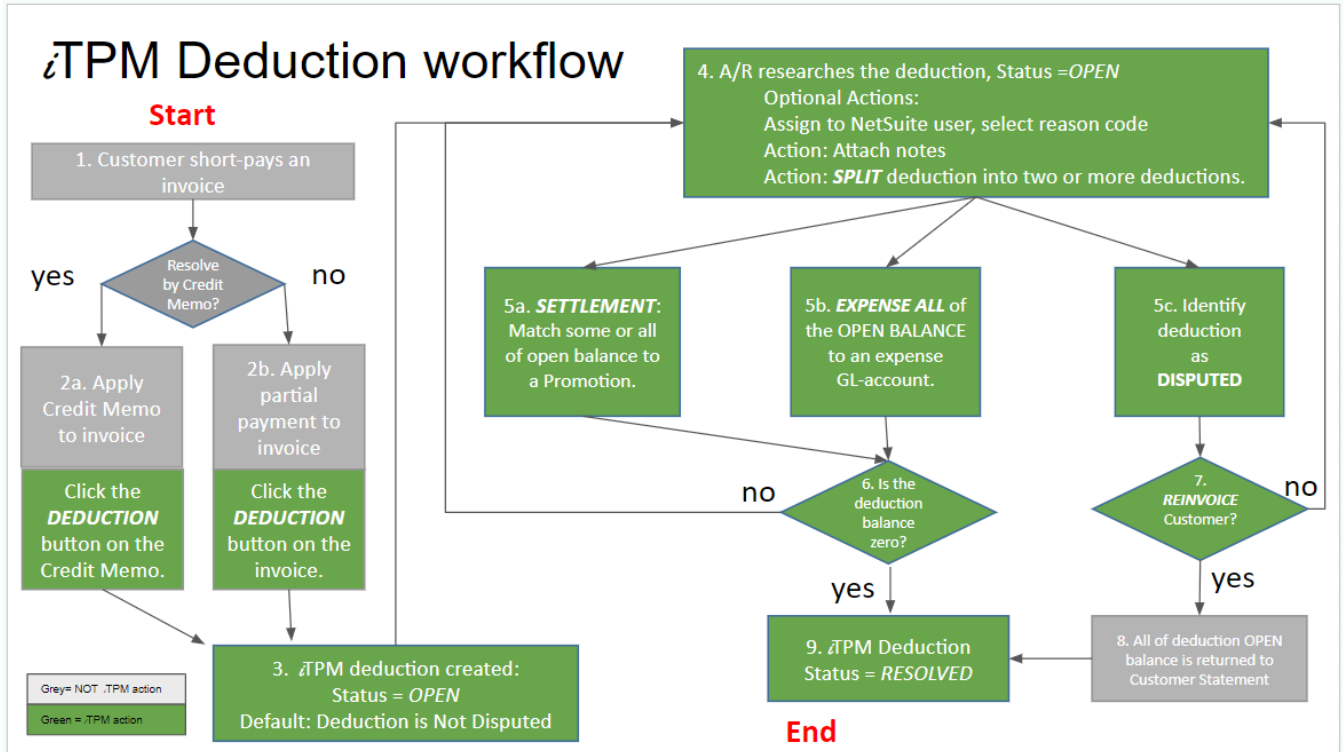 iTPM Deduction workflow
Start
1. Customer short-pays an
invoice
Resolve
by Credit
Memo?
yes
no
2a. Apply
Credit Memo
to invoice
Click the
DEDUCTION
button on the
Credit Memo.
2b. Apply
partial
payment to
invoice
Click the
DEDUCTION
button on the
invoice.
3. iTPM deduction created:
Status = OPEN
Default: Deduction is Not Disputed
Grey= NOT iTPM action
Green = iTPM action
4. A/R researches the deduction, Status =OPEN
Optional Actions:
Assign to NetSuite user, select reason code
Action: Attach notes
Action: SPLIT deduction into two or more deductions.
5a. SETTLEMENT:
Match some or all
of open balance to
a Promotion.
5b. EXPENSE ALL of
the OPEN BALANCE
to an expense
GL-account.
5c. Identify
deduction
as
DISPUTED
6. Is the
deduction
balance
zero?
no
yes
7.
REINVOICE
Customer?
no
yes
8. All of deduction OPEN
balance is returned to
Customer Statement
9. iTPM Deduction
Status = RESOLVED
End